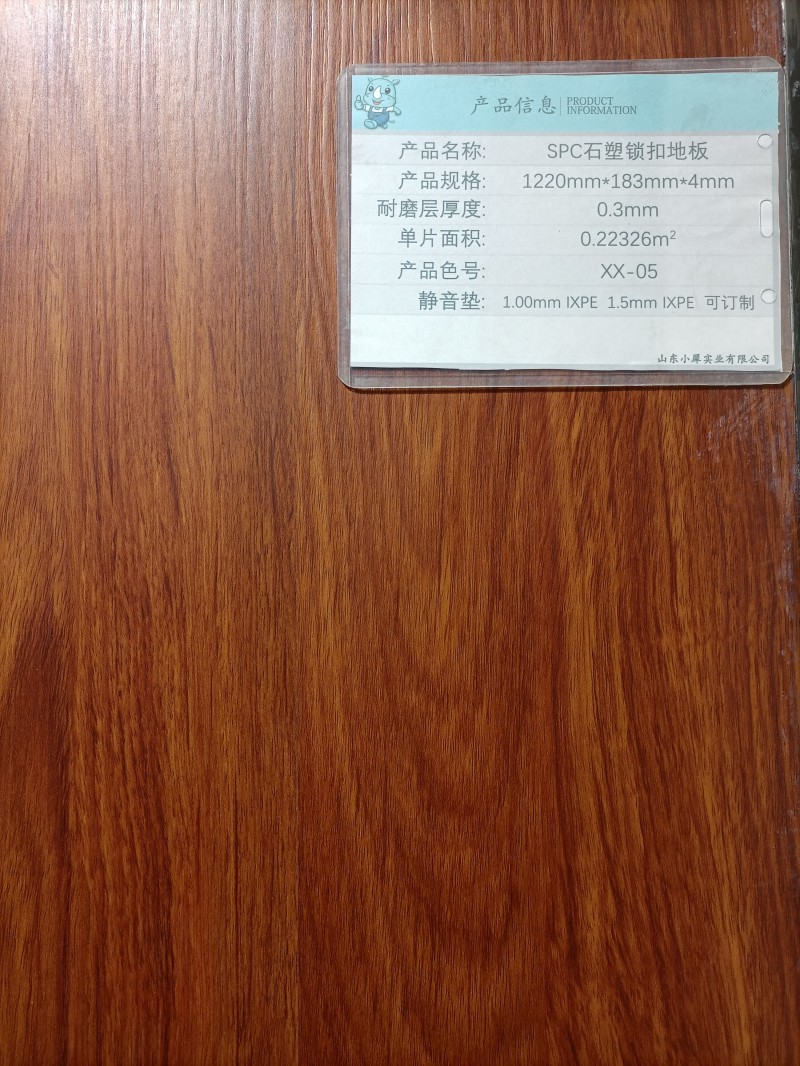 产品信息 | PRODUCT INFORMATION
产品名称: SPC石塑锁扣地板
产品规格: 1220mm*183mm*4mm
耐磨层厚度: 0.3mm
单片面积: 0.22326m²
产品色号: XX-05
静音垫: 1.00mm IXPE 1.5mm IXPE 可订制
山东小犀实业有限公司